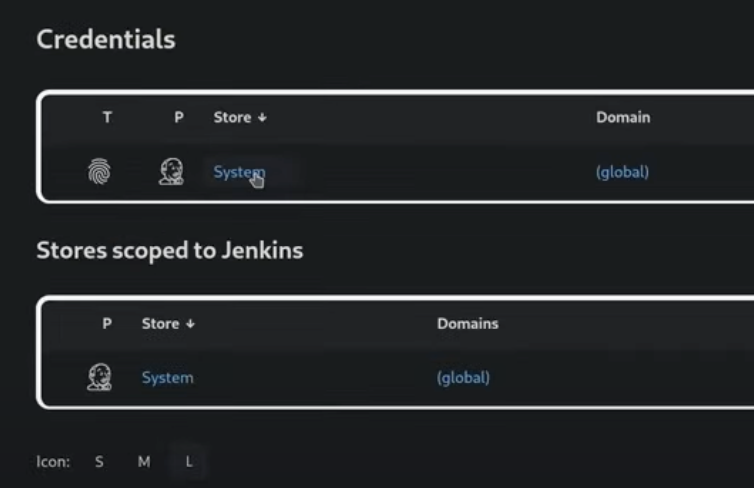 Credentials
T P Store ↓ Domain
System (global)
Stores scoped to Jenkins
P Store ↓ Domains
System (global)
Icon: S M L